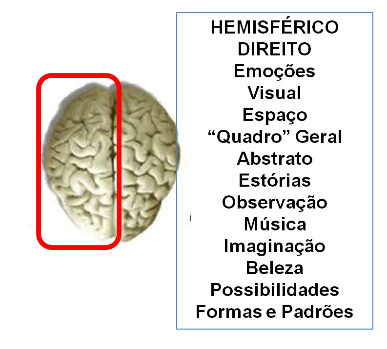 HEMISFÉRICO
DIREITO
Emoções
Visual
Espaço
“Quadro” Geral
Abstrato
Estórias
Observação
Música
Imaginação
Beleza
Possibilidades
Formas e Padrões